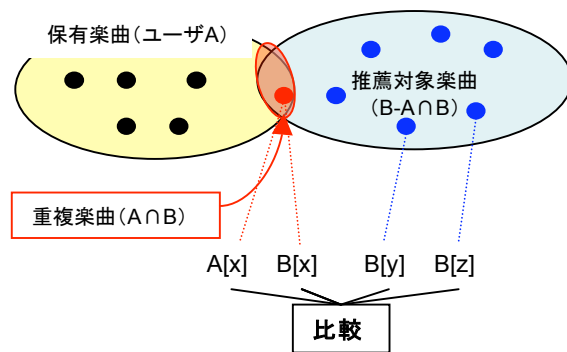 保有楽曲(ユーザA)
推薦対象楽曲
(B-A∩B)
重複楽曲(A∩B)
A[x] B[x] B[y] B[z]
比較